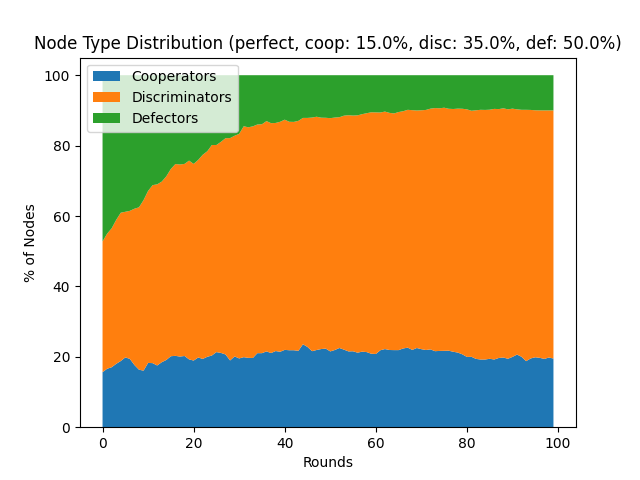 Node Type Distribution (perfect, coop: 15.0%, disc: 35.0%, def: 50.0%)
Cooperators
Discriminators
Defectors
% of Nodes
100
80
60
40
20
0
0 20 40 60 80 100
Rounds